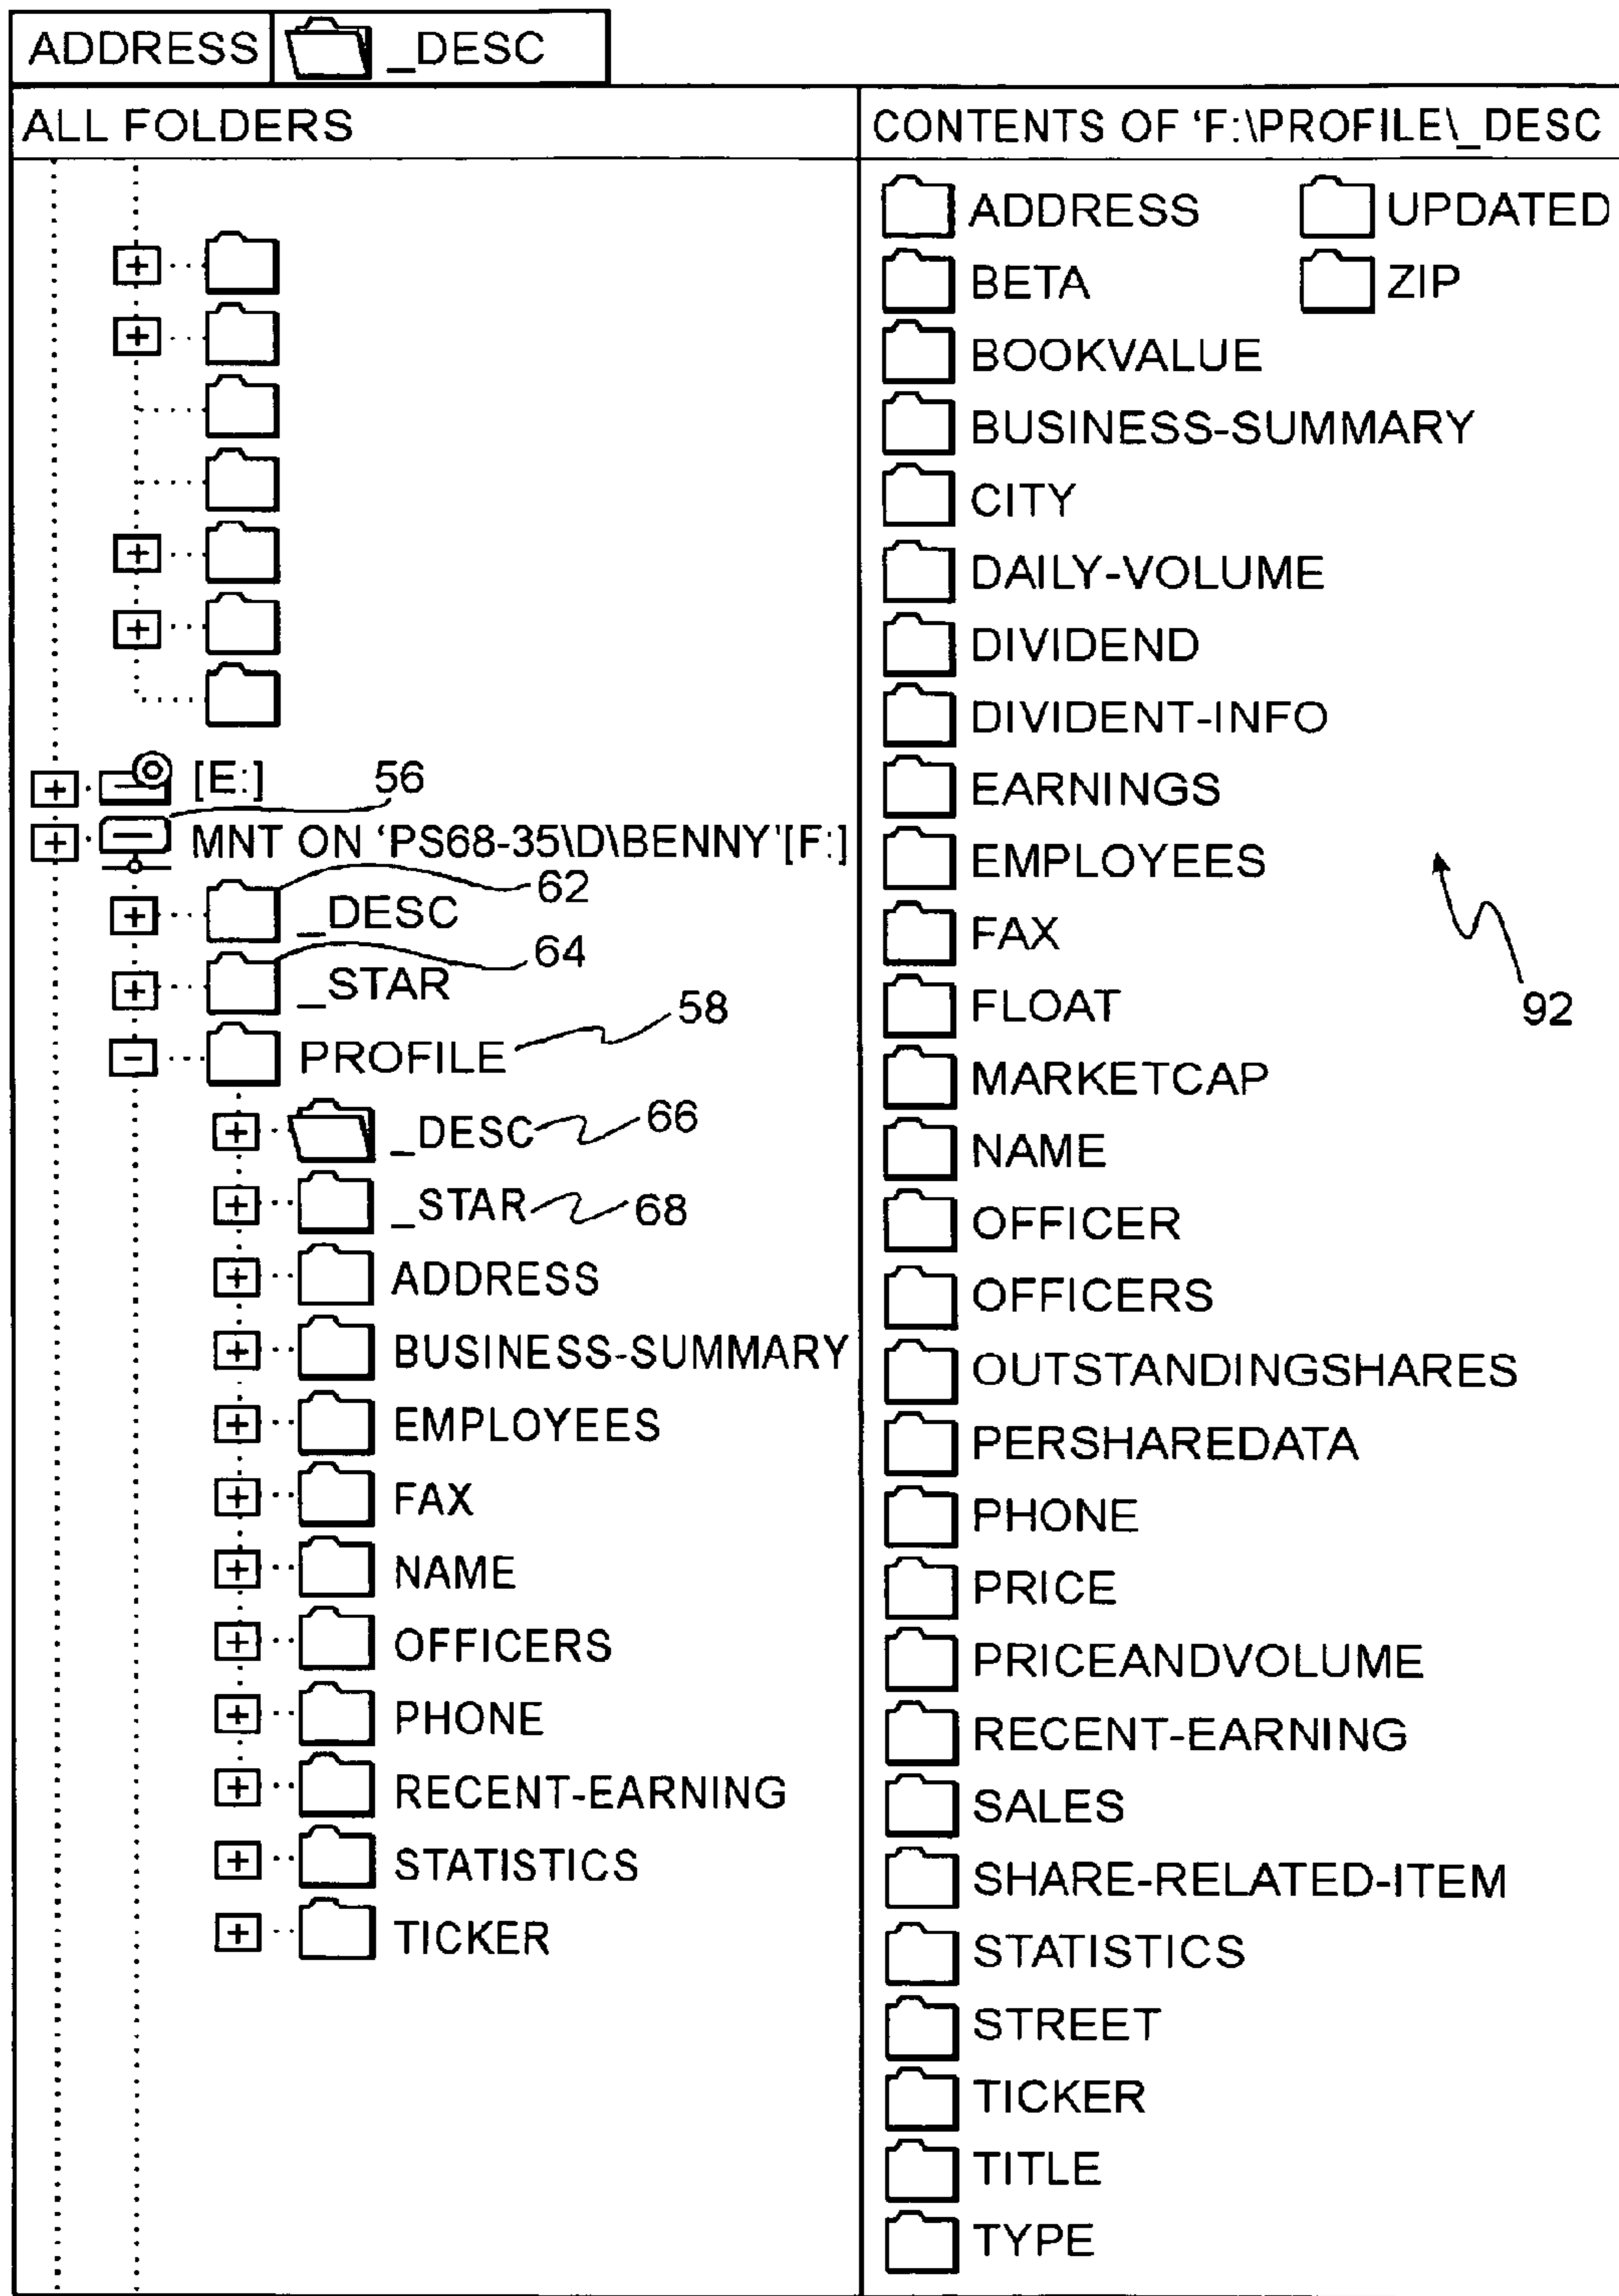 ADDRESS _DESC
ALL FOLDERS
[E:] 56
MNT ON ‘PS68-35\D\BENNY'[F:]
62
_DESC
64
_STAR
58
PROFILE
_DESC 66
_STAR 68
ADDRESS
BUSINESS-SUMMARY
EMPLOYEES
FAX
NAME
OFFICERS
PHONE
RECENT-EARNING
STATISTICS
TICKER
CONTENTS OF ‘F:\PROFILE\_DESC
ADDRESS
BETA
BOOKVALUE
BUSINESS-SUMMARY
CITY
DAILY-VOLUME
DIVIDEND
DIVIDENT-INFO
EARNINGS
EMPLOYEES
FAX
FLOAT
MARKETCAP
NAME
OFFICER
OFFICERS
OUTSTANDINGSHARES
PERSHAREDATA
PHONE
PRICE
PRICEANDVOLUME
RECENT-EARNING
SALES
SHARE-RELATED-ITEM
STATISTICS
STREET
TICKER
TITLE
TYPE
UPDATED
ZIP
92